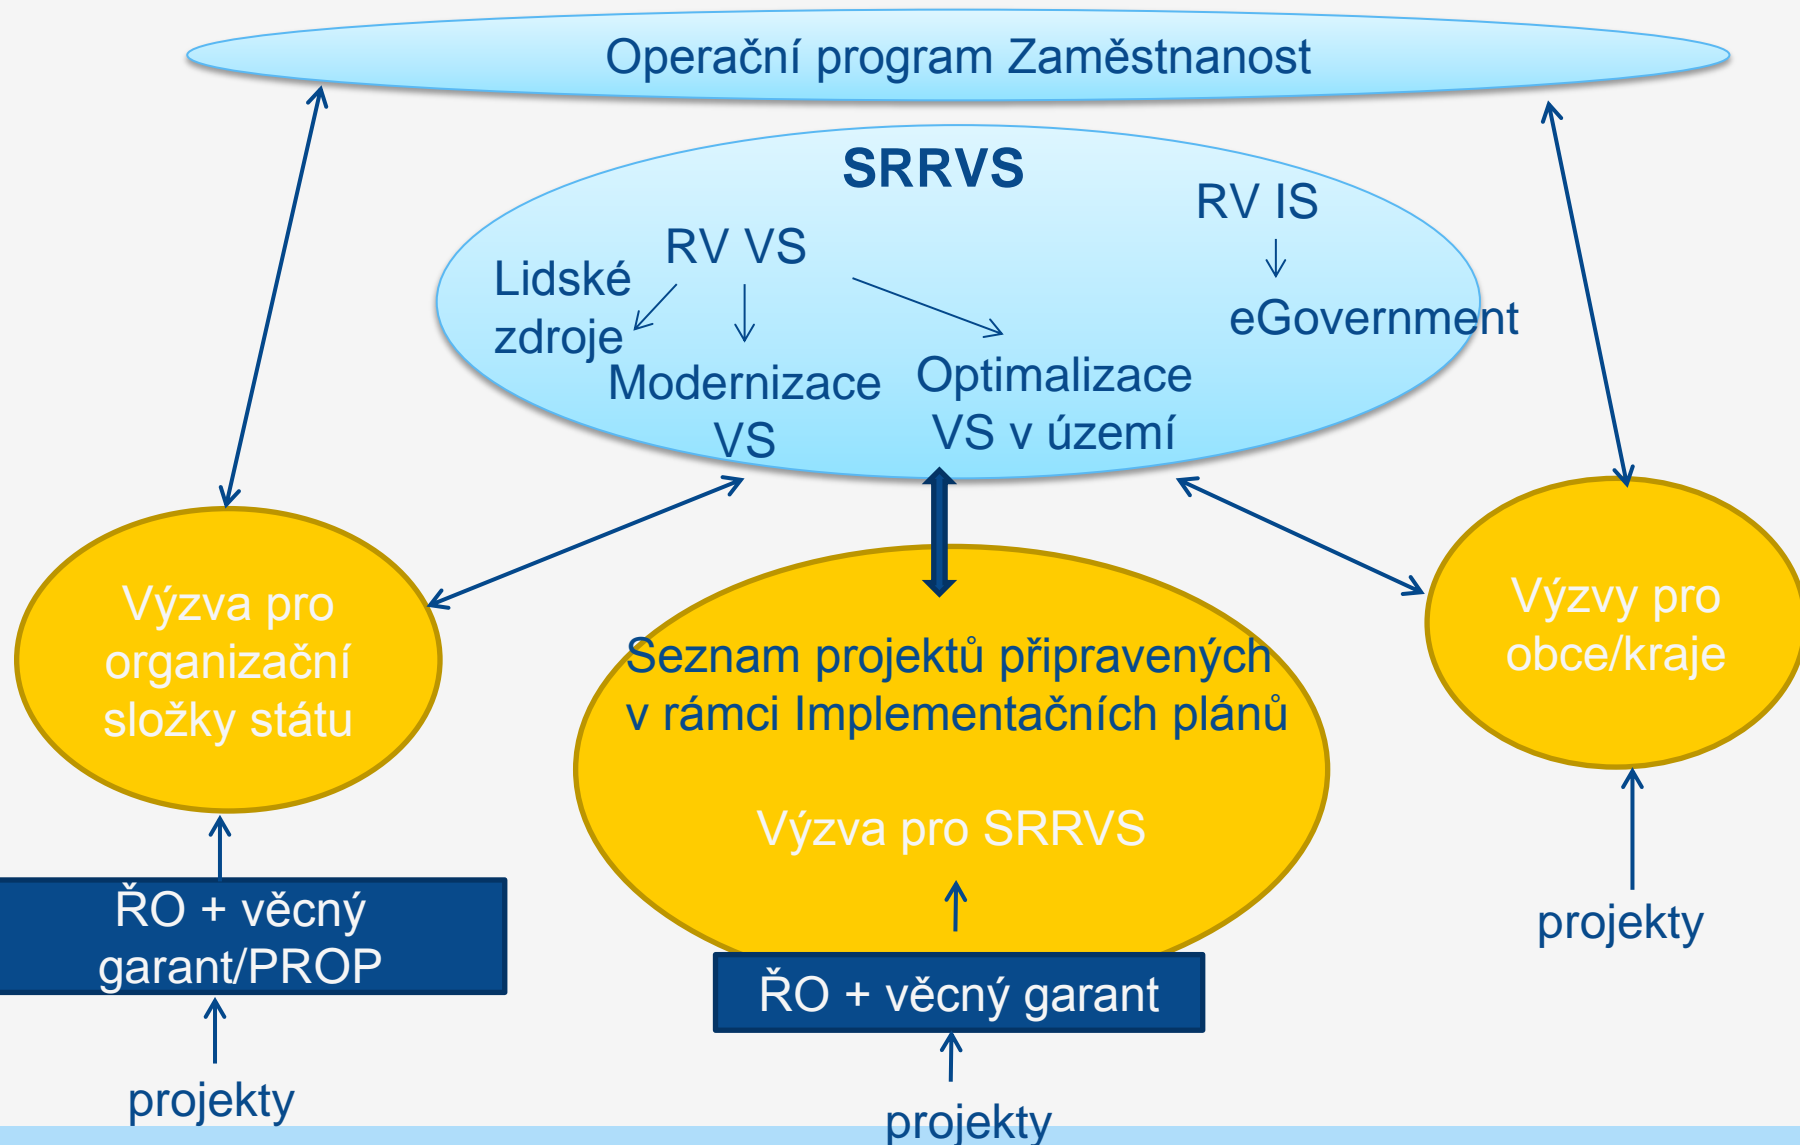 Operační program Zaměstnanost
SRRVS
RV IS
RV VS
Lidské
zdroje
eGovernment
Modernizace
VS
Optimalizace
VS v území
Výzva pro
organizační
složky státu
Seznam projektů připravených
v rámci Implementačních plánů
Výzva pro SRRVS
Výzvy pro
obce/kraje
ŘO + věcný
garant/PROP
ŘO + věcný garant
projekty
projekty
projekty